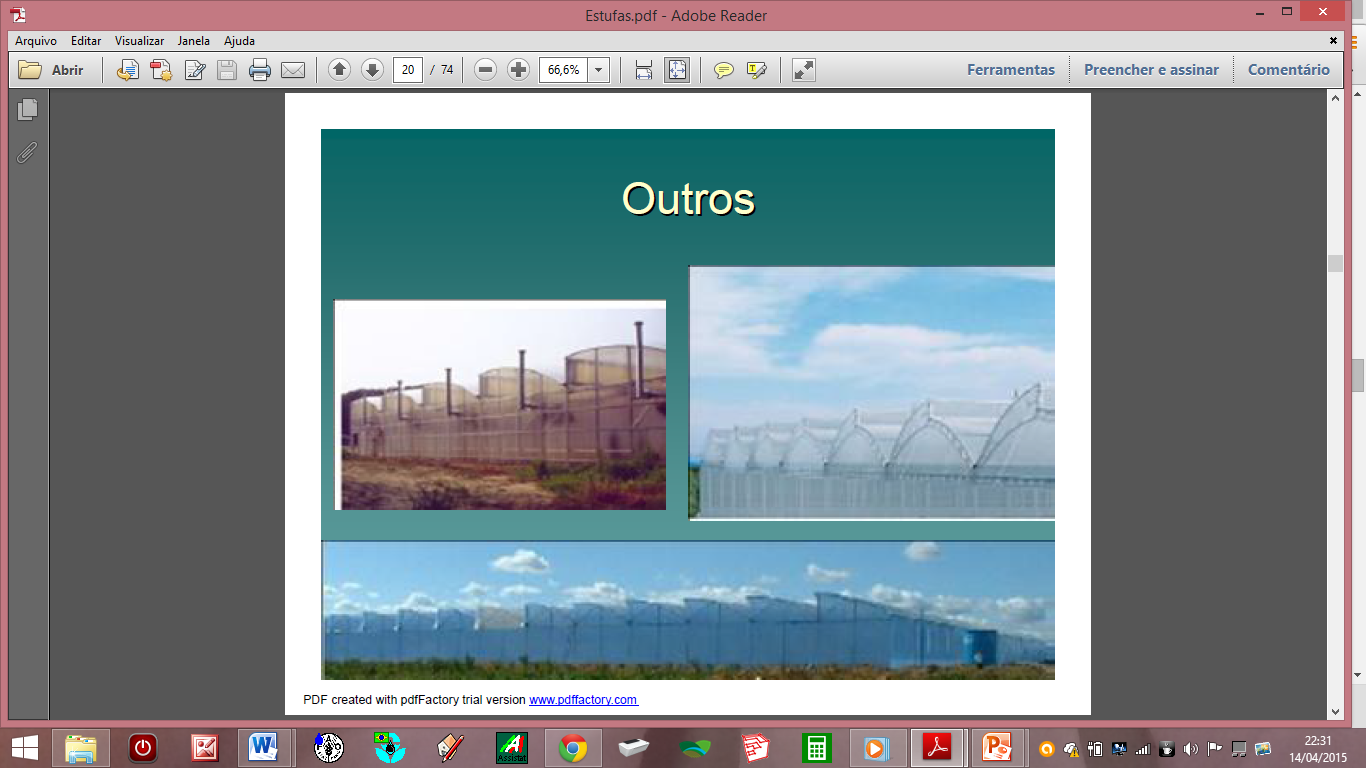 Estufas.pdf - Adobe Reader
Arquivo Editar Visualizar Janela Ajuda
Abrir 20 / 74 66,6% Ferramentas Preencher e assinar Comentário
Outros
PDF created with pdfFactory trial version www.pdffactory.com
Assistat
22:31
14/04/2015